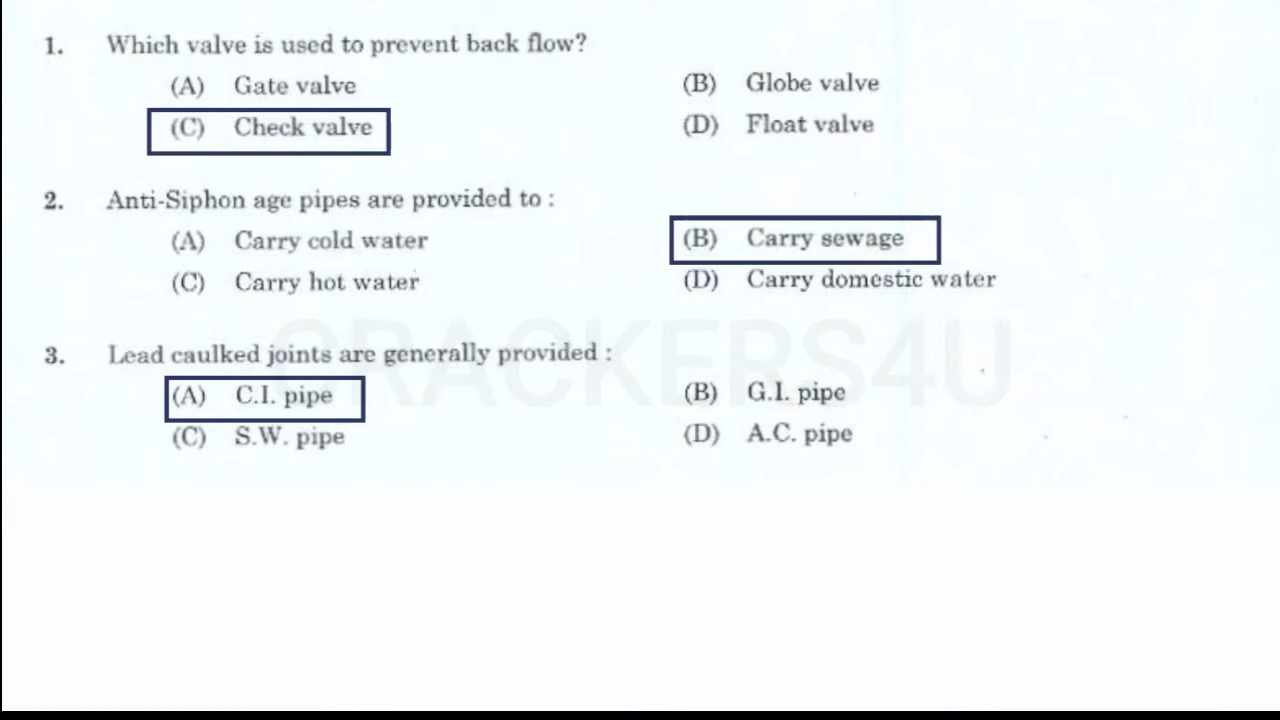 1. Which valve is used to prevent back flow?
(A) Gate valve (B) Globe valve
(C) Check valve (D) Float valve
2. Anti-Siphon age pipes are provided to :
(A) Carry cold water (B) Carry sewage
(C) Carry hot water (D) Carry domestic water
3. Lead caulked joints are generally provided :
(A) C.I. pipe (B) G.I. pipe
(C) S.W. pipe (D) A.C. pipe
CRACKERS4U